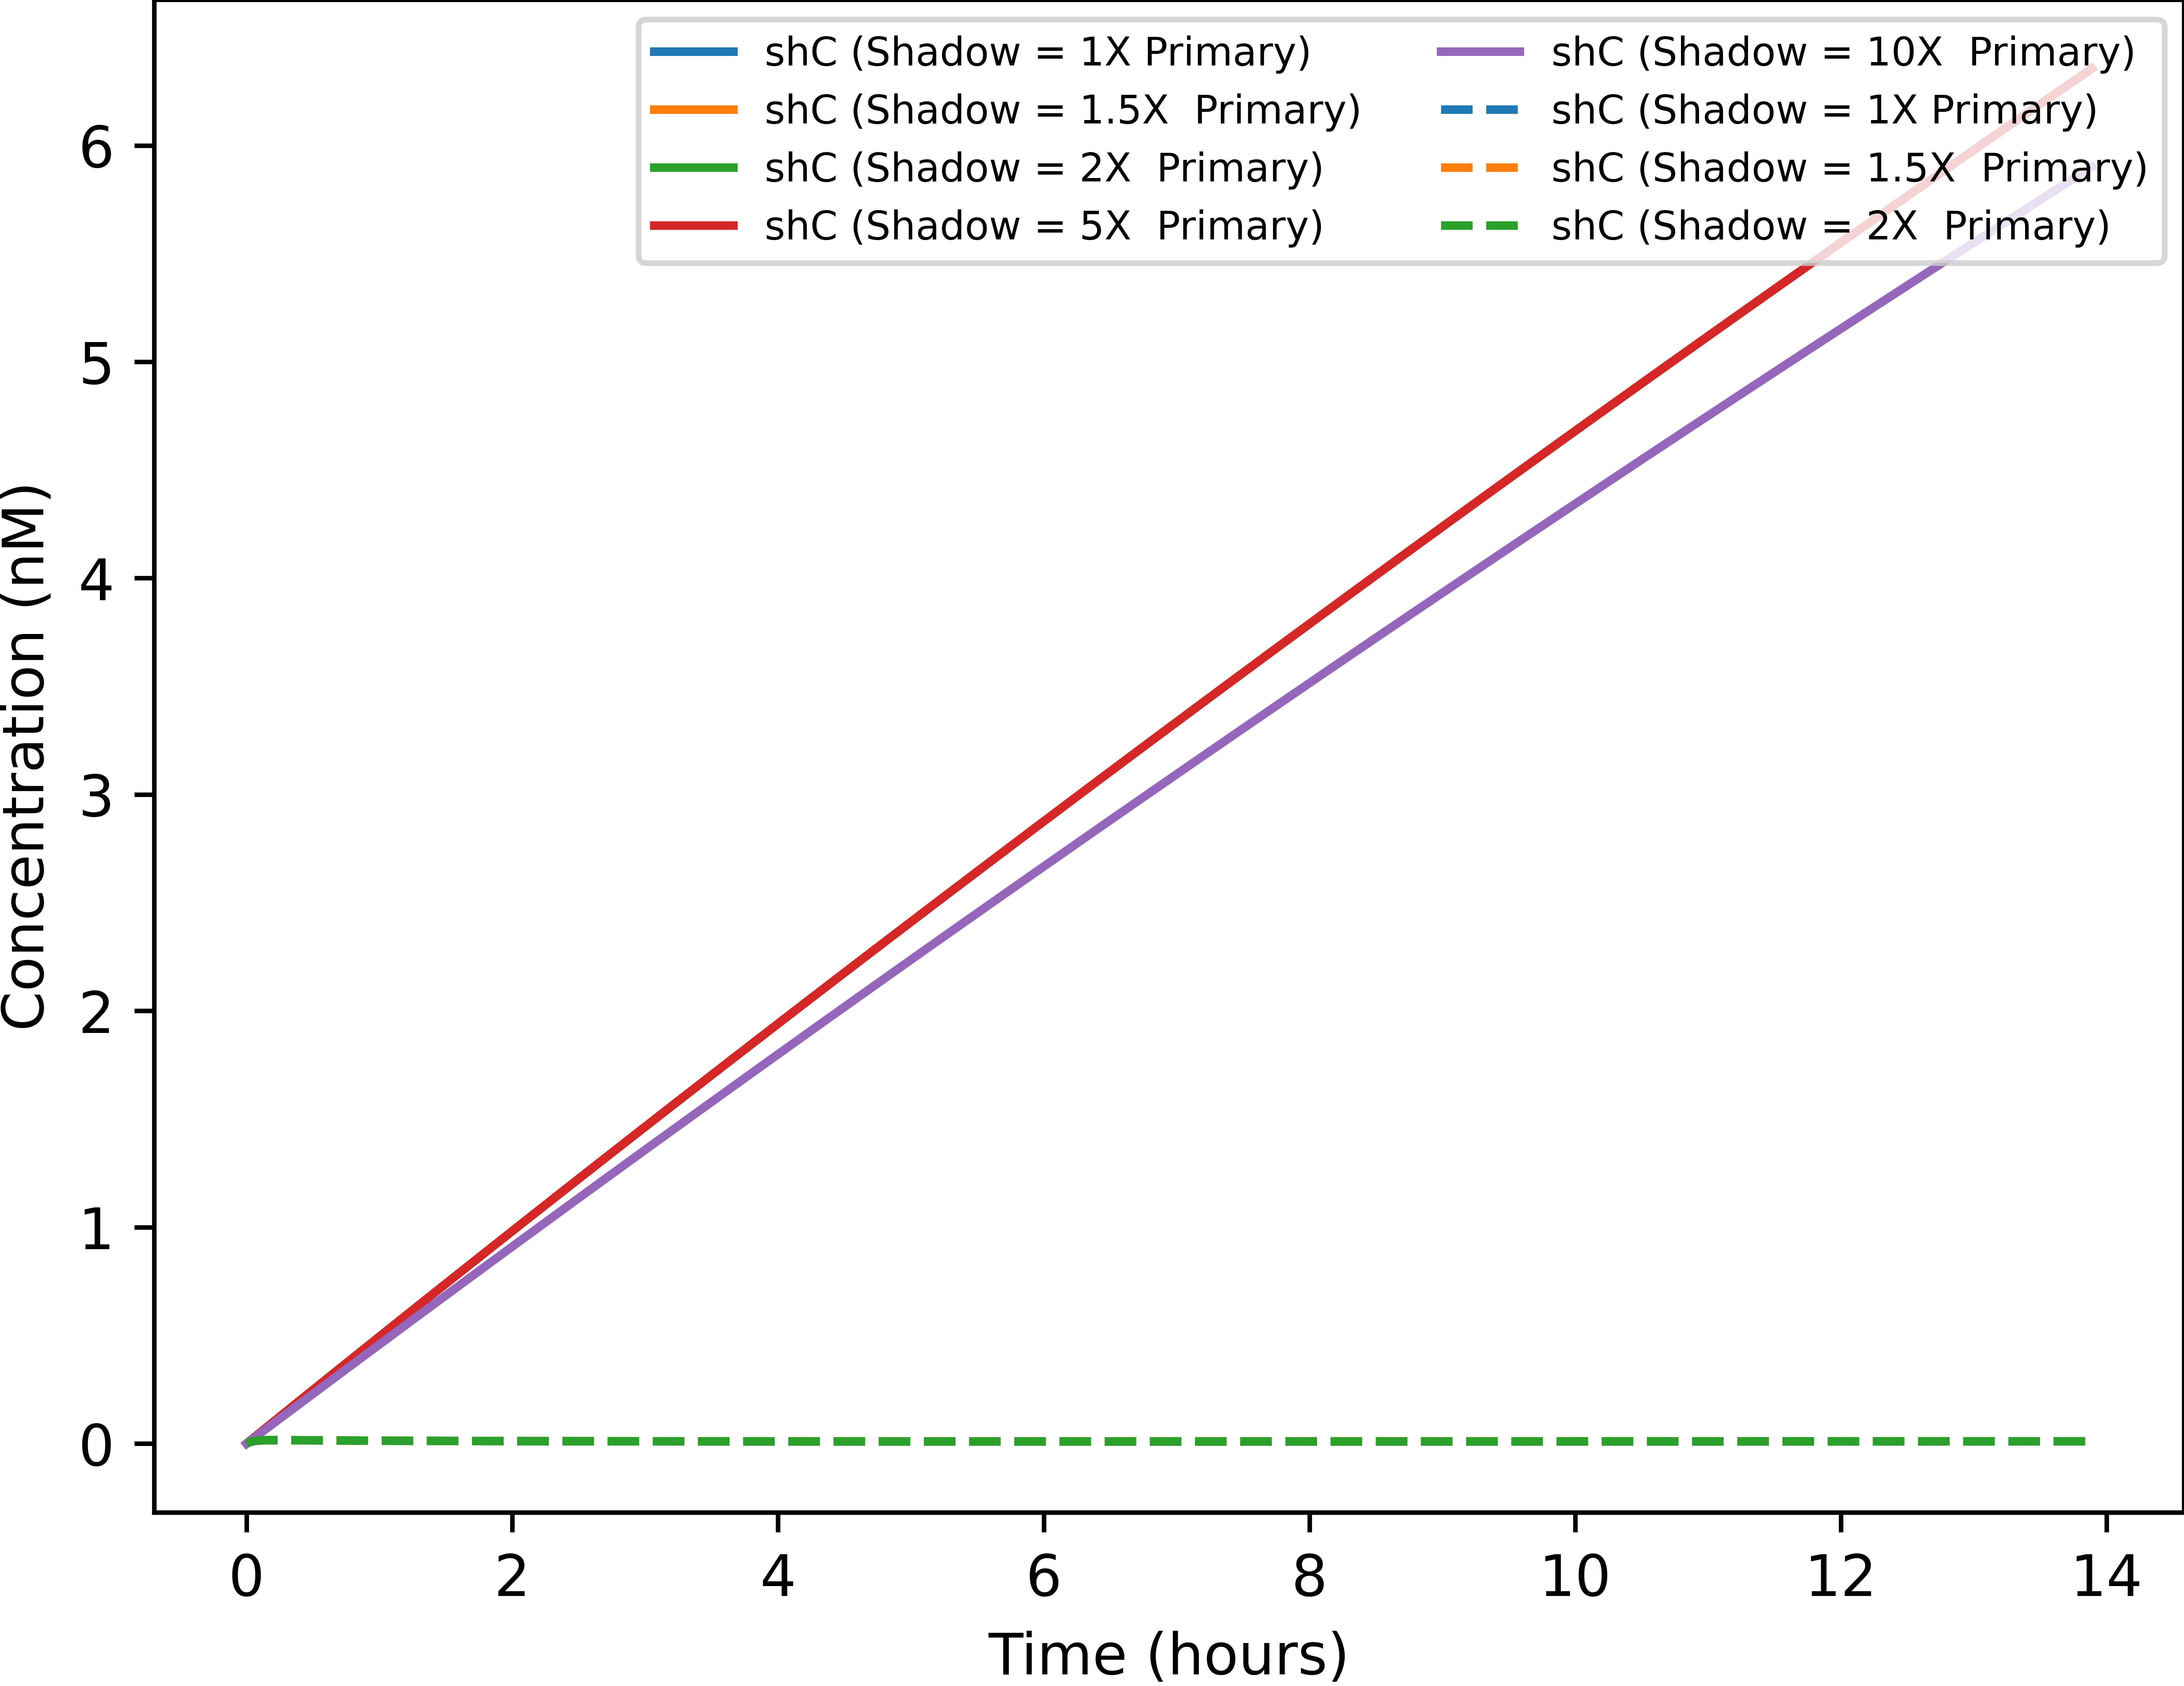 shC (Shadow = 1X Primary)
shC (Shadow = 1.5X  Primary)
shC (Shadow = 2X  Primary)
shC (Shadow = 5X  Primary)
shC (Shadow = 10X  Primary)
shC (Shadow = 1X Primary)
shC (Shadow = 1.5X  Primary)
shC (Shadow = 2X  Primary)
Concentration (nM)
6
5
4
3
2
1
0
0 2 4 6 8 10 12 14
Time (hours)